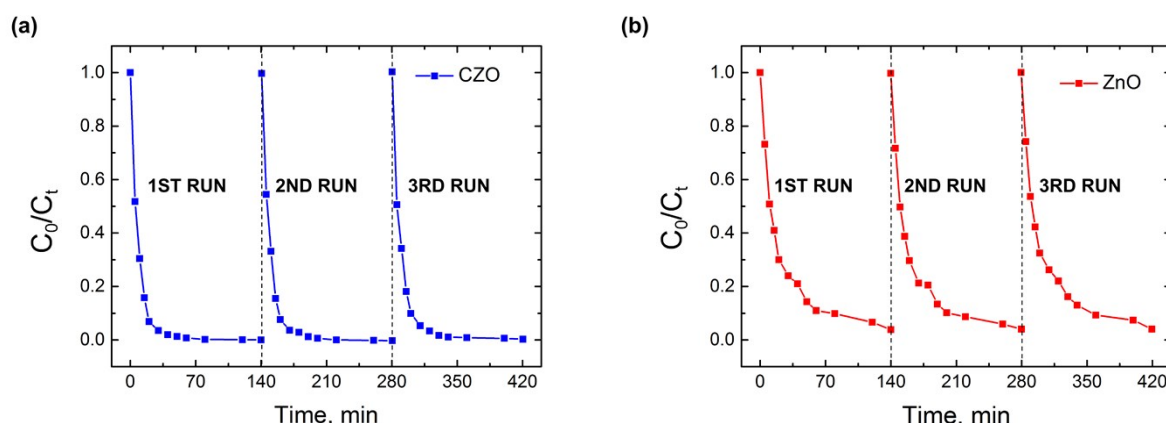 (a)
CZO
1ST RUN
2ND RUN
3RD RUN
C₀/Cₜ
1.0
0.8
0.6
0.4
0.2
0.0
0 70 140 210 280 350 420
Time, min
(b)
ZnO
1ST RUN
2ND RUN
3RD RUN
C₀/Cₜ
1.0
0.8
0.6
0.4
0.2
0.0
0 70 140 210 280 350 420
Time, min